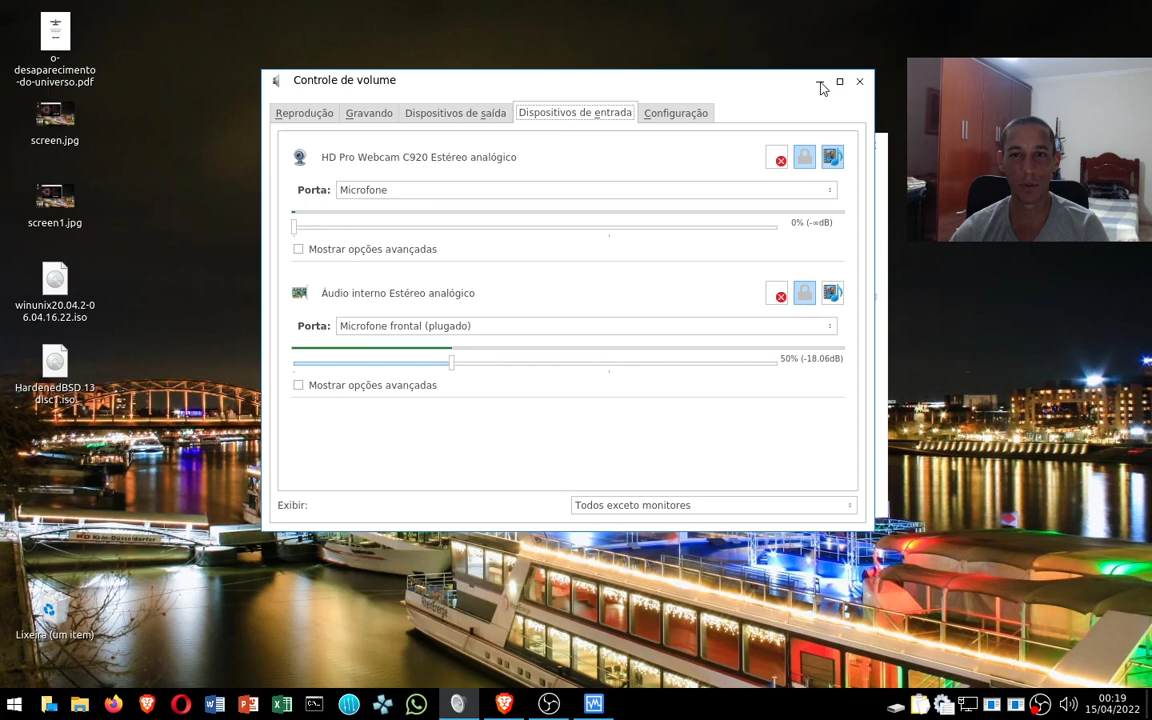 o-
desaparecimento
-do-universo.pdf
screen.jpg
screen1.jpg
winunix20.04.2-0
6.04.16.22.iso
HardenedBSD 13
disc1.iso
Lixeira (um item)
Controle de volume
Reprodução Gravando Dispositivos de saída Dispositivos de entrada Configuração
HD Pro Webcam C920 Estéreo analógico
Porta: Microfone
0% (-∞dB)
Mostrar opções avançadas
Áudio interno Estéreo analógico
Porta: Microfone frontal (plugado)
50% (-18.06dB)
Mostrar opções avançadas
Exibir: Todos exceto monitores
KD Köln-Düsseldorfer
00:19
15/04/2022